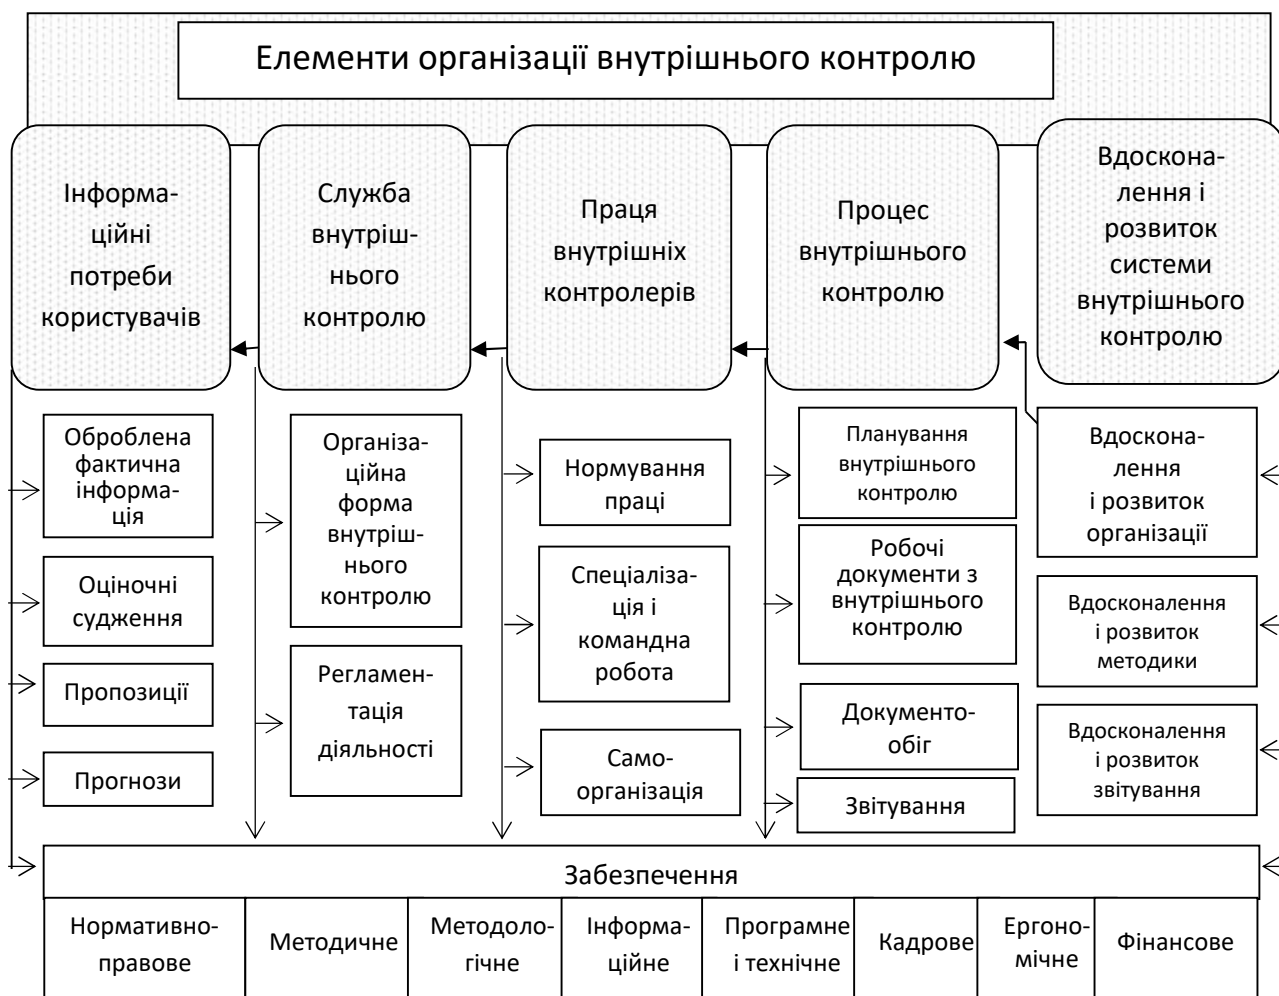 Елементи організації внутрішнього контролю
Інформа-
ційні
потреби
користувачів
Служба
внутріш-
нього
контролю
Праця
внутрішніх
контролерів
Процес
внутрішнього
контролю
Вдоскона-
лення і
розвиток
системи
внутрішнього
контролю
Оброблена
фактична
інформа-
ція
Оціночні
судження
Пропозиції
Прогнози
Організа-
ційна
форма
внутріш-
нього
контролю
Регламен-
тація
діяльності
Нормування
праці
Спеціаліза-
ція і
командна
робота
Само-
організація
Планування
внутрішнього
контролю
Робочі
документи з
внутрішнього
контролю
Документо-
обіг
Звітування
Вдоскона-
лення
і розвиток
організації
Вдосконалення
і розвиток
методики
Вдосконалення
і розвиток
звітування
Забезпечення
Нормативно-
правове
Методичне
Методоло-
гічне
Інформа-
ційне
Програмне
і технічне
Кадрове
Ергоно-
мічне
Фінансове